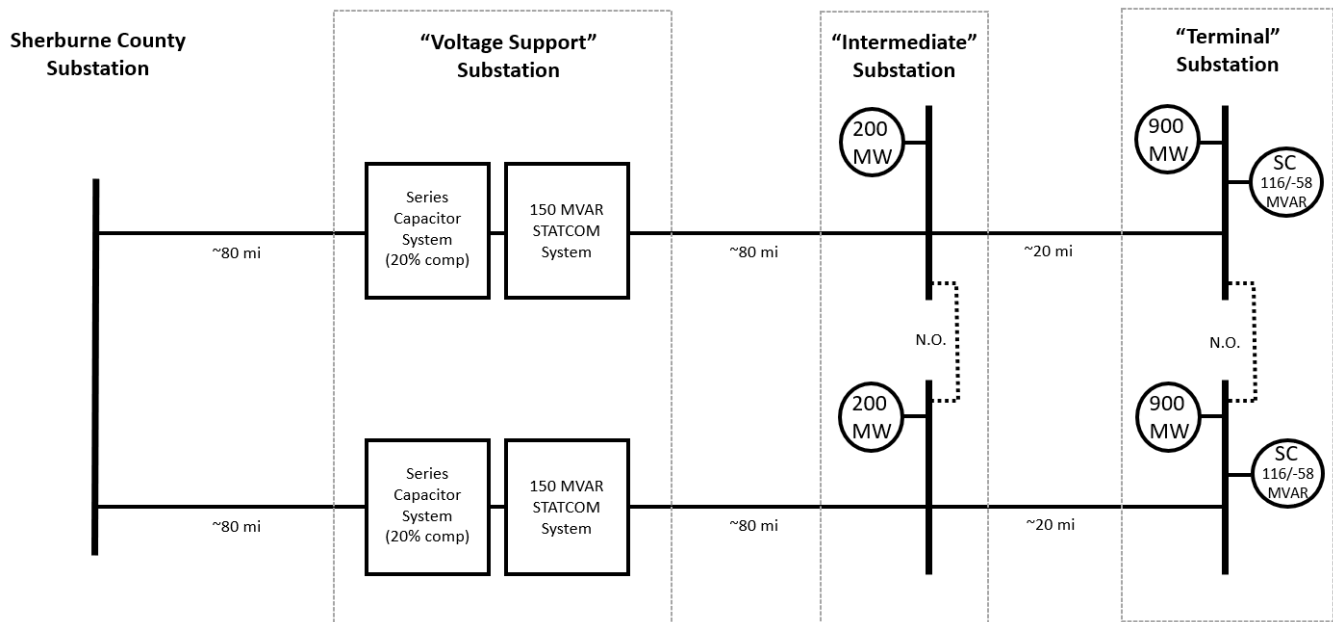 Sherburne County
Substation
“Voltage Support”
Substation
“Intermediate”
Substation
“Terminal”
Substation
200
MW
900
MW
SC
116/-58
MVAR
Series
Capacitor
System
(20% comp)
150 MVAR
STATCOM
System
~80 mi
~80 mi
~20 mi
N.O.
N.O.
200
MW
900
MW
SC
116/-58
MVAR
Series
Capacitor
System
(20% comp)
150 MVAR
STATCOM
System
~80 mi
~80 mi
~20 mi